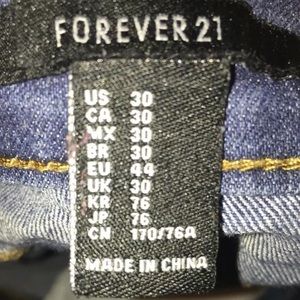 FOREVER 21
US 30
CA 30
MX 30
BR 30
EU 44
UK 30
KR 76
JP 76
CN 170/76A
MADE IN CHINA